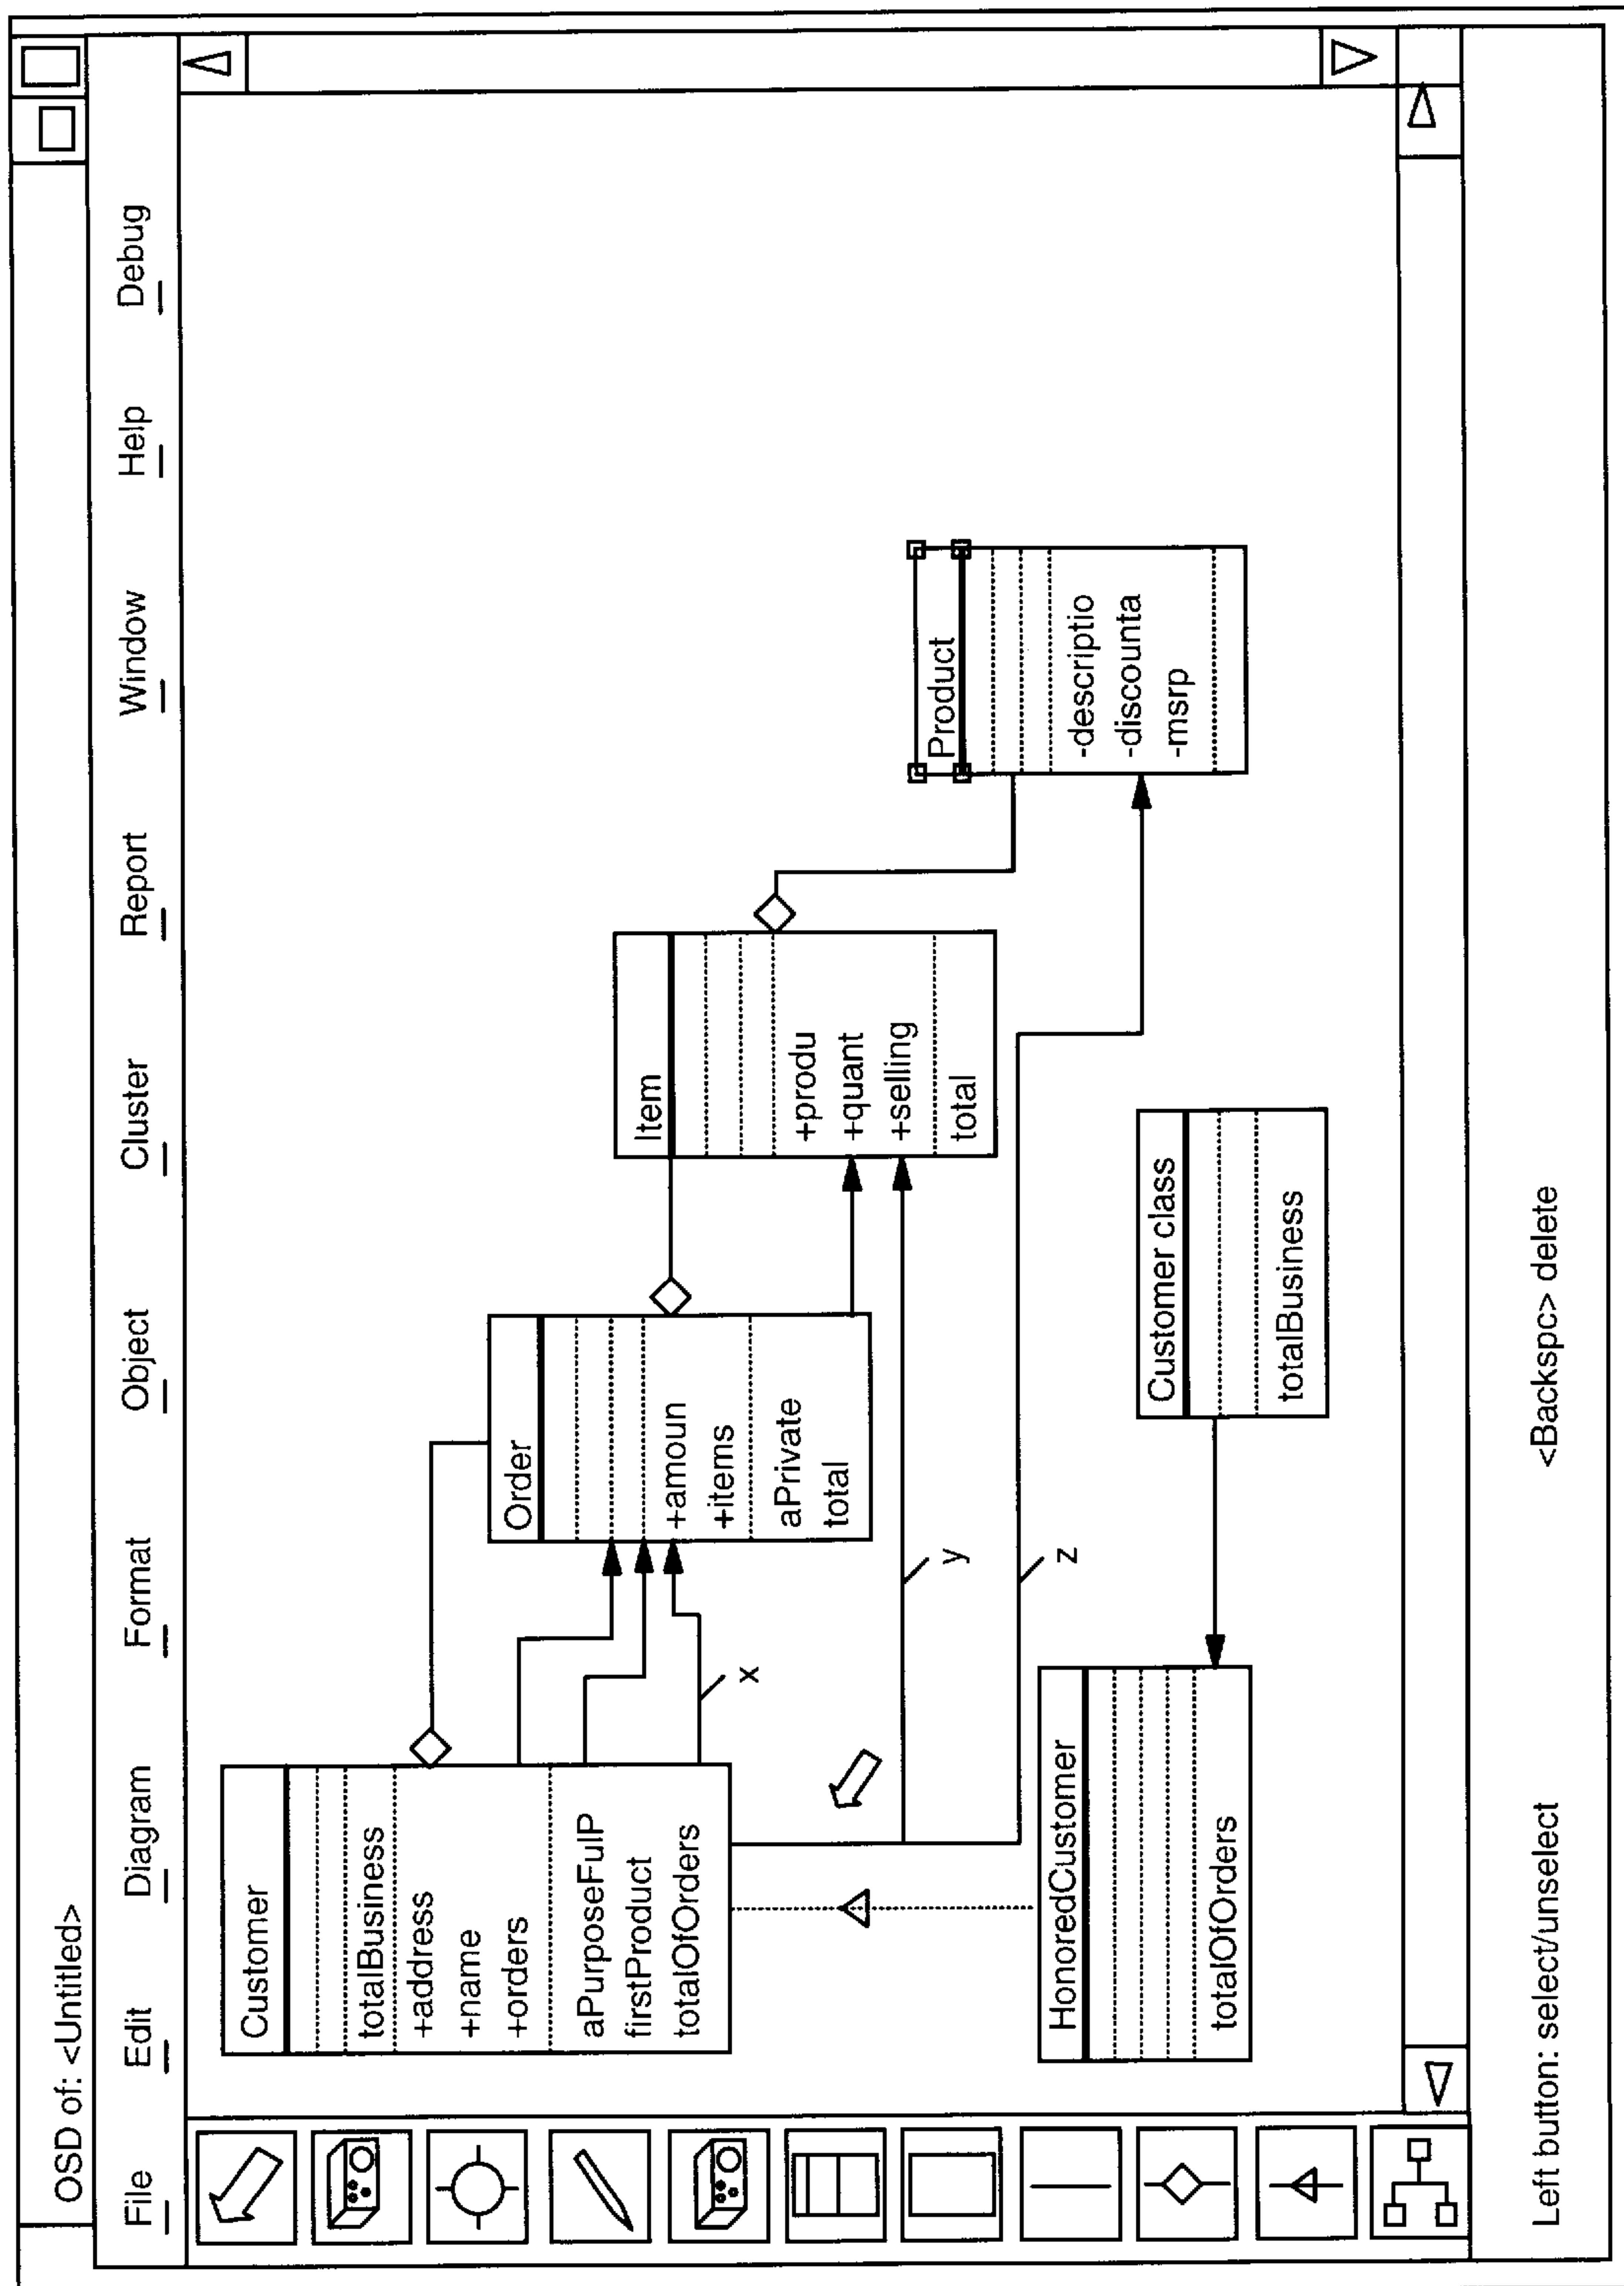 OSD of: <Untitled>
File Edit Diagram Format Object Cluster Report Window Help Debug
Customer
totalBusiness
+address
+name
+orders
aPurposeFulP
firstProduct
totalOfOrders
x
Order
+amoun
+items
aPrivate
total
Item
+produ
+quant
+selling
total
Product
-descriptio
-discounta
-msrp
y
z
HonoredCustomer
totalOfOrders
Customer class
totalBusiness
Left button: select/unselect <Backspc> delete